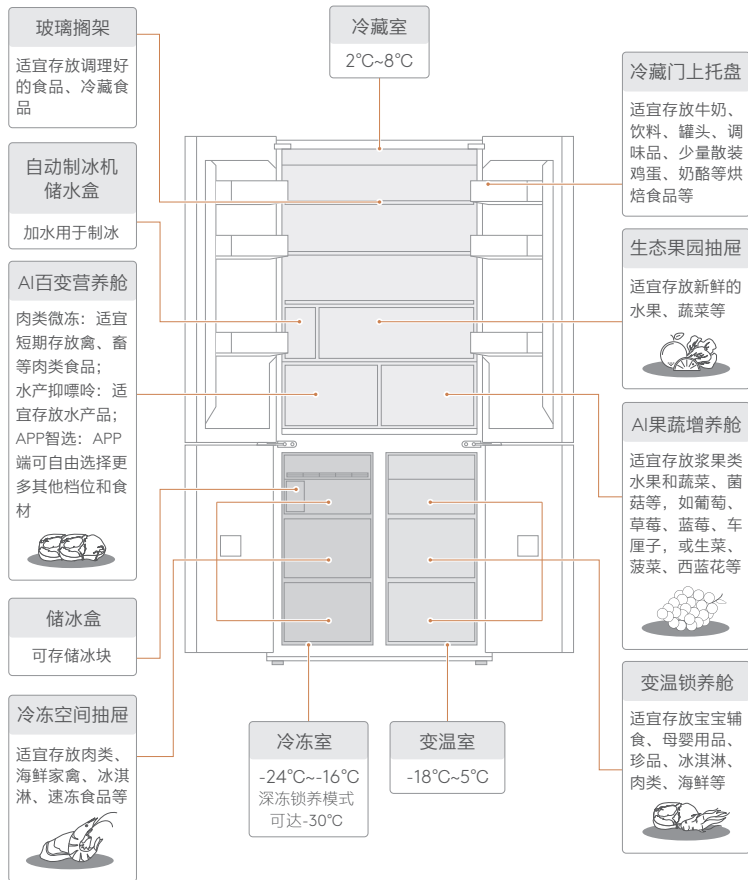 玻璃搁架
适宜存放调理好
的食品、冷藏食
品
自动制冰机
储水盒
加水用于制冰
AI百变营养舱
肉类微冻：适宜
短期存放禽、畜
等肉类食品；
水产抑嘌呤：适
宜存放水产品；
APP智选：APP
端可自由选择更
多其他档位和食
材
储冰盒
可存储冰块
冷冻空间抽屉
适宜存放肉类、
海鲜家禽、冰淇
淋、速冻食品等
冷藏室
2°C~8°C
冷冻室
-24°C~-16°C
深冻锁养模式
可达-30°C
变温室
-18°C~5°C
冷藏门上托盘
适宜存放牛奶、
饮料、罐头、调
味品、少量散装
鸡蛋、奶酪等烘
焙食品等
生态果园抽屉
适宜存放新鲜的
水果、蔬菜等
AI果蔬增养舱
适宜存放浆果类
水果和蔬菜、菌
菇等，如葡萄、
草莓、蓝莓、车
厘子，或生菜、
菠菜、西蓝花等
变温锁养舱
适宜存放宝宝辅
食、母婴用品、
珍品、冰淇淋、
肉类、海鲜等